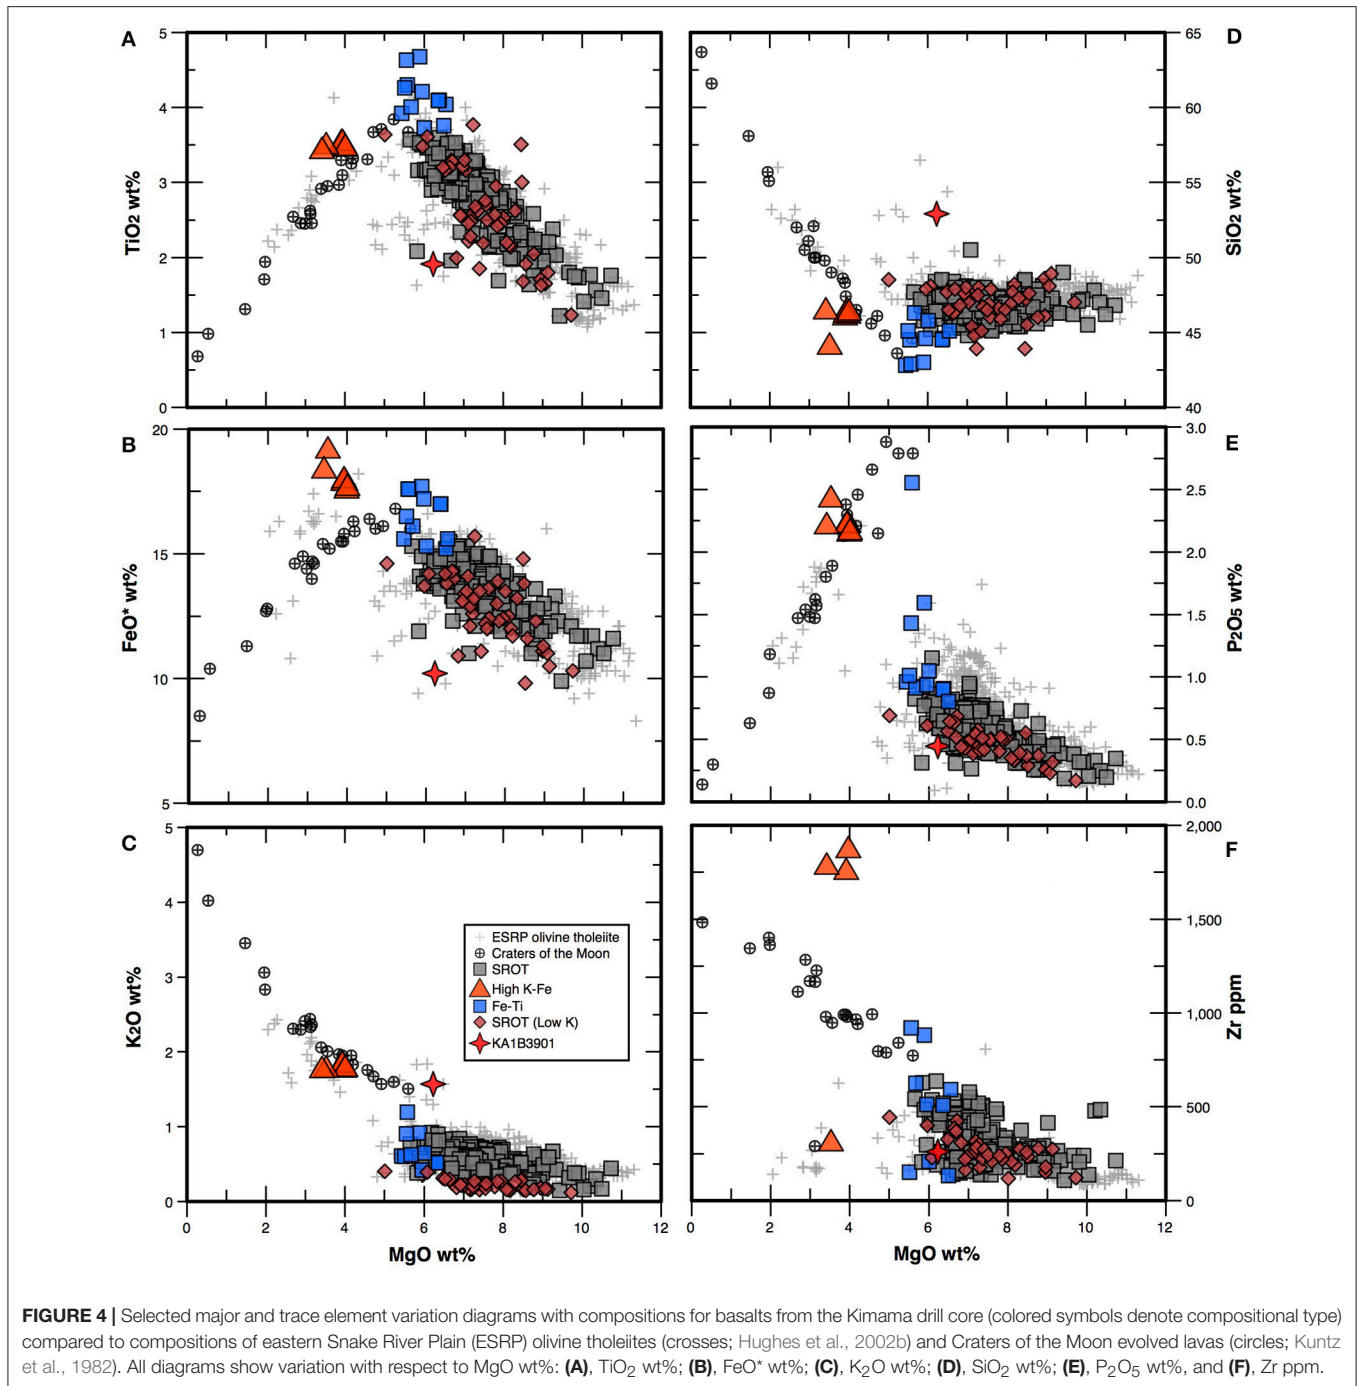 A
5
4
3
2
1
0
TiO2 wt%
D
65
60
55
50
45
40
SiO2 wt%
B
20
15
10
5
FeO* wt%
E
3.0
2.5
2.0
1.5
1.0
0.5
0.0
P2O5 wt%
C
5
4
3
2
1
0
K2O wt%
ESRP olivine tholeiite
Craters of the Moon
SROT
High K-Fe
Fe-Ti
SROT (Low K)
KA1B3901
0 2 4 6 8 10 12
MgO wt%
F
2,000
1,500
1,000
500
0
Zr ppm
0 2 4 6 8 10 12
MgO wt%
FIGURE 4 | Selected major and trace element variation diagrams with compositions for basalts from the Kimama drill core (colored symbols denote compositional type)
compared to compositions of eastern Snake River Plain (ESRP) olivine tholeiites (crosses; Hughes et al., 2002b) and Craters of the Moon evolved lavas (circles; Kuntz
et al., 1982). All diagrams show variation with respect to MgO wt%: (A), TiO2 wt%; (B), FeO* wt%; (C), K2O wt%; (D), SiO2 wt%; (E), P2O5 wt%, and (F), Zr ppm.